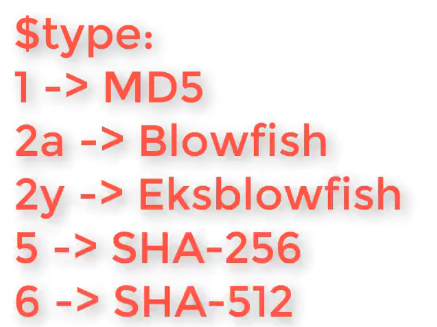 $type:
1 -> MD5
2a -> Blowfish
2y -> Eksblowfish
5 -> SHA-256
6 -> SHA-512